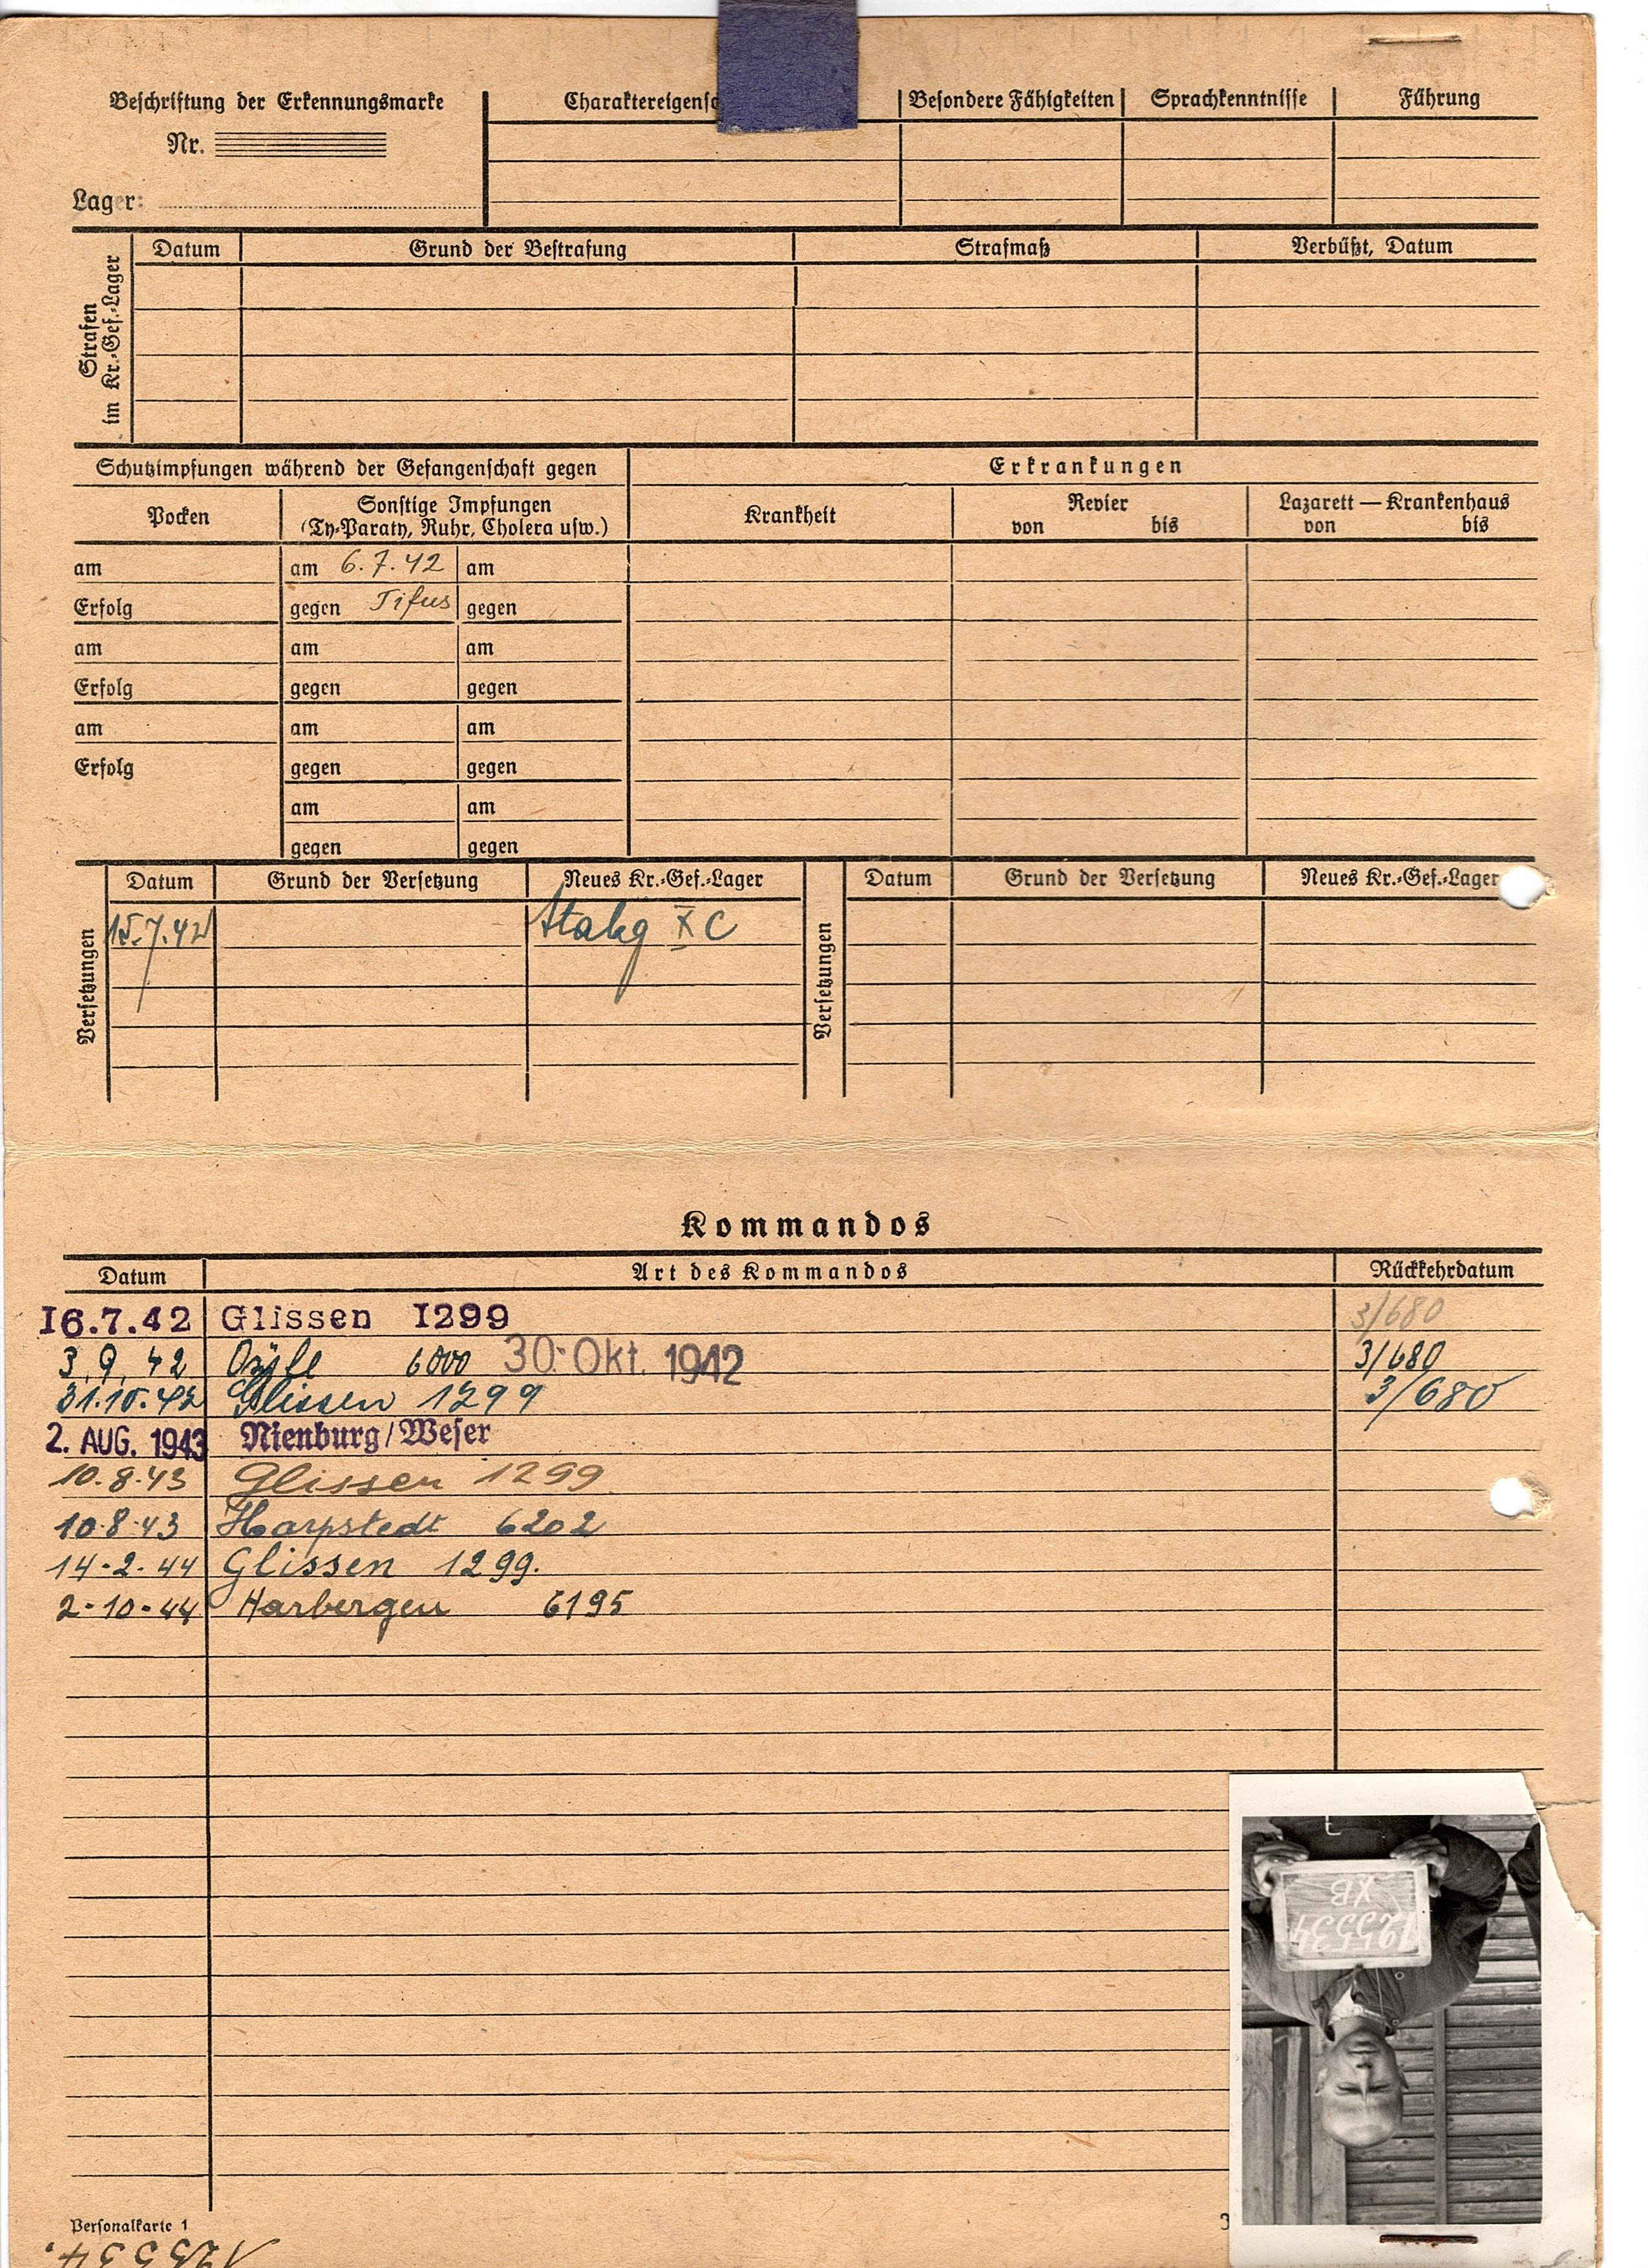 Beschriftung der Erkennungsmarke
Nr.
Lager:
Charaktereigensc
Besondere Fähigkeiten
Sprachkenntnisse
Führung
Strafen
im Kr.-Gef.-Lager
Datum Grund der Bestrafung Strafmaß Verbüßt, Datum
Schutzimpfungen während der Gefangenschaft gegen
Erkrankungen
Pocken
Sonstige Impfungen
(Ty-Paraty, Ruhr, Cholera usw.)
Krankheit
Revier
von bis
Lazarett — Krankenhaus
von bis
am am 6.7.42 am
Erfolg gegen Tifus gegen
am am am
Erfolg gegen gegen
am am am
Erfolg gegen gegen
am am
gegen gegen
Versetzungen
Datum Grund der Versetzung Neues Kr.-Gef.-Lager
15.7.42 Stalag X C
Versetzungen
Datum Grund der Versetzung Neues Kr.-Gef.-Lager
Kommandos
Datum Art des Kommandos Rückkehrdatum
16.7.42 Glissen 1299 3/680
3.9.42 6000 30. Okt. 1942 3/680
31.10.42 Glissen 1299 3/680
2. AUG. 1943 Nienburg/Weser
10.8.43 Glissen 1299
10.8.43 Harpstedt 6202
14-2-44 Glissen 1299.
2-10-44 Harbergen 6195
XB
Personalkarte 1
3